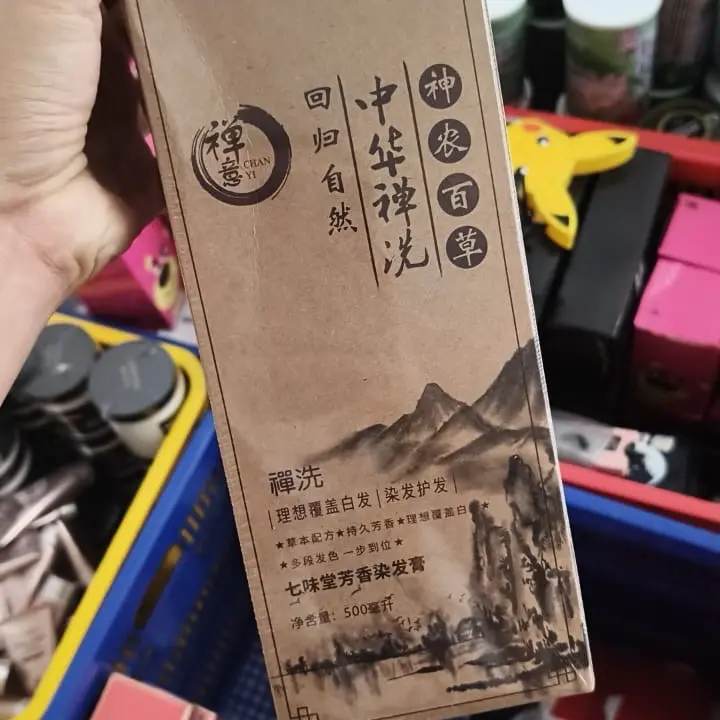 神农百草
中华禅洗
回归自然
禅意
CHAN
YI
禪洗
理想覆盖白发 | 染发护发
★草本配方★持久芳香★理想覆盖白★
★多段发色 一步到位★
七味堂芳香染发膏
净含量：500毫升